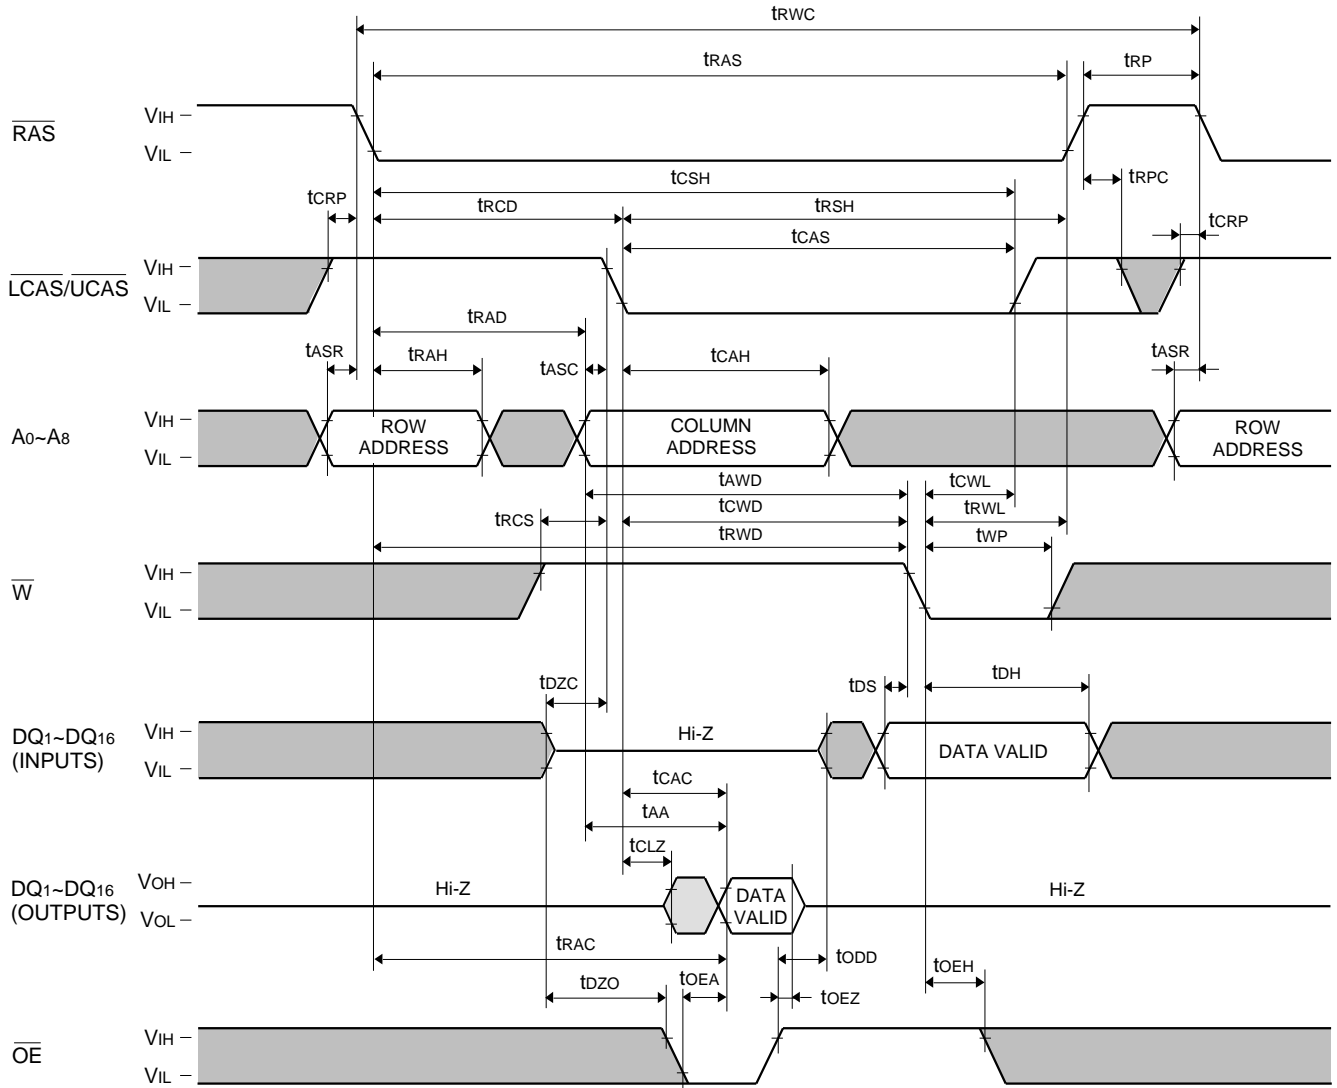 tRWC
tRAS
tRP
RAS
VIH
VIL
tCSH
tRPC
tCRP
tRCD
tRSH
tCRP
tCAS
LCAS/UCAS
VIH
VIL
tRAD
tASR
tRAH
tASC
tCAH
tASR
A0~A8
VIH
VIL
ROW ADDRESS
COLUMN ADDRESS
ROW ADDRESS
tAWD
tCWL
tRCS
tCWD
tRWL
tRWD
tWP
W
VIH
VIL
tDZC
tDS
tDH
DQ1~DQ16
(INPUTS)
VIH
VIL
Hi-Z
DATA VALID
tCAC
tAA
tCLZ
DQ1~DQ16
(OUTPUTS)
VOH
VOL
Hi-Z
DATA VALID
Hi-Z
tRAC
tODD
tDZO
tOEA
tOEZ
tOEH
OE
VIH
VIL